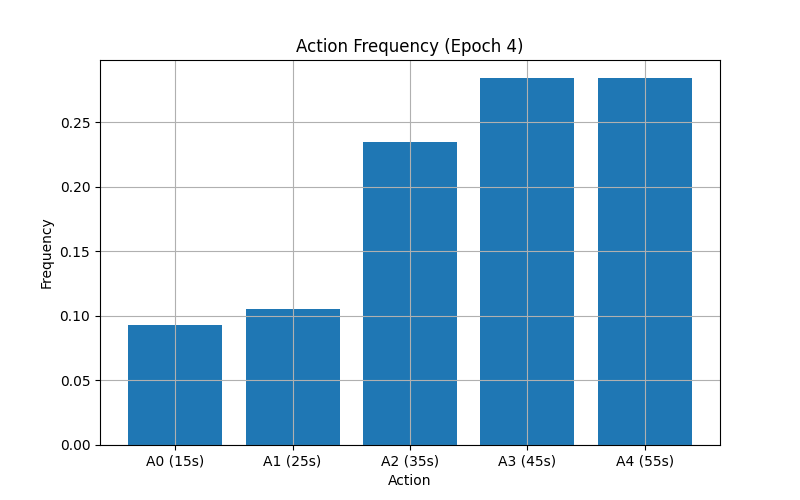 Action Frequency (Epoch 4)
Frequency
0.25
0.20
0.15
0.10
0.05
0.00
A0 (15s) A1 (25s) A2 (35s) A3 (45s) A4 (55s)
Action